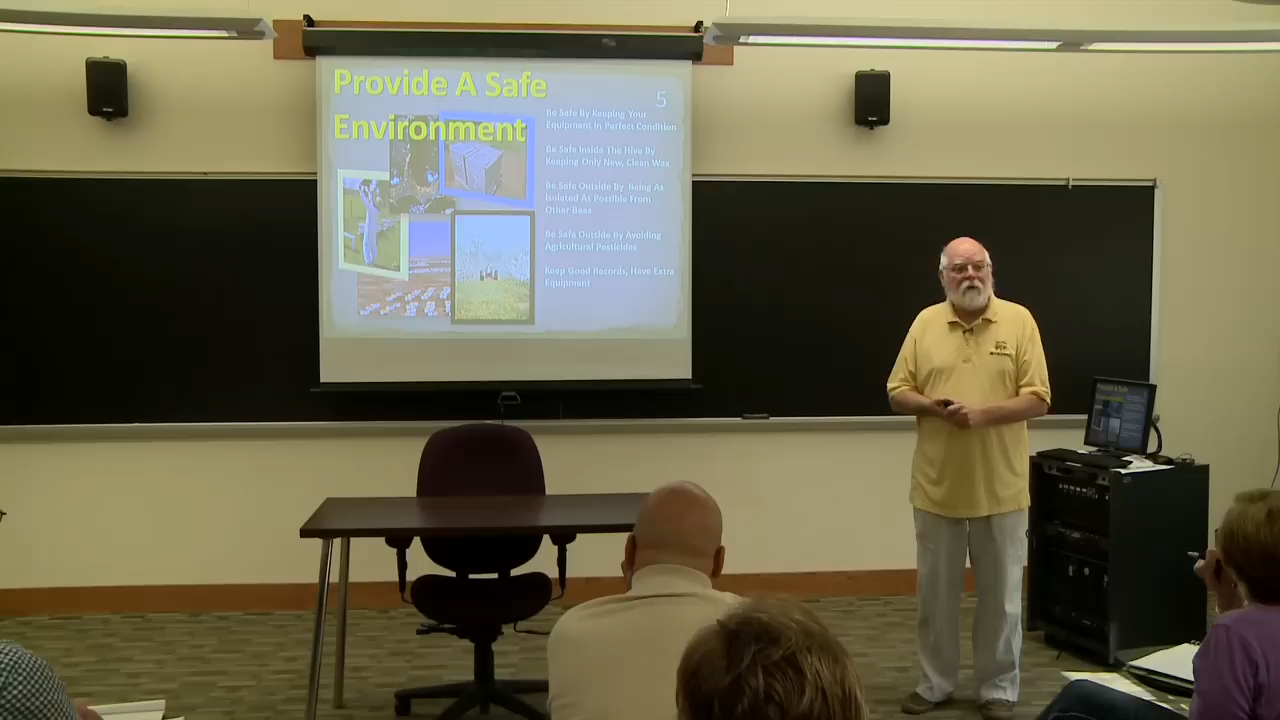 Provide A Safe
Environment
5
Be Safe By Keeping Your
Equipment In Perfect Condition
Be Safe Inside The Hive By
Keeping Only New, Clean Wax
Be Safe Outside By Being As
Isolated As Possible From
Other Bees
Be Safe Outside By Avoiding
Agricultural Pesticides
Keep Good Records, Have Extra
Equipment
Provide A Safe